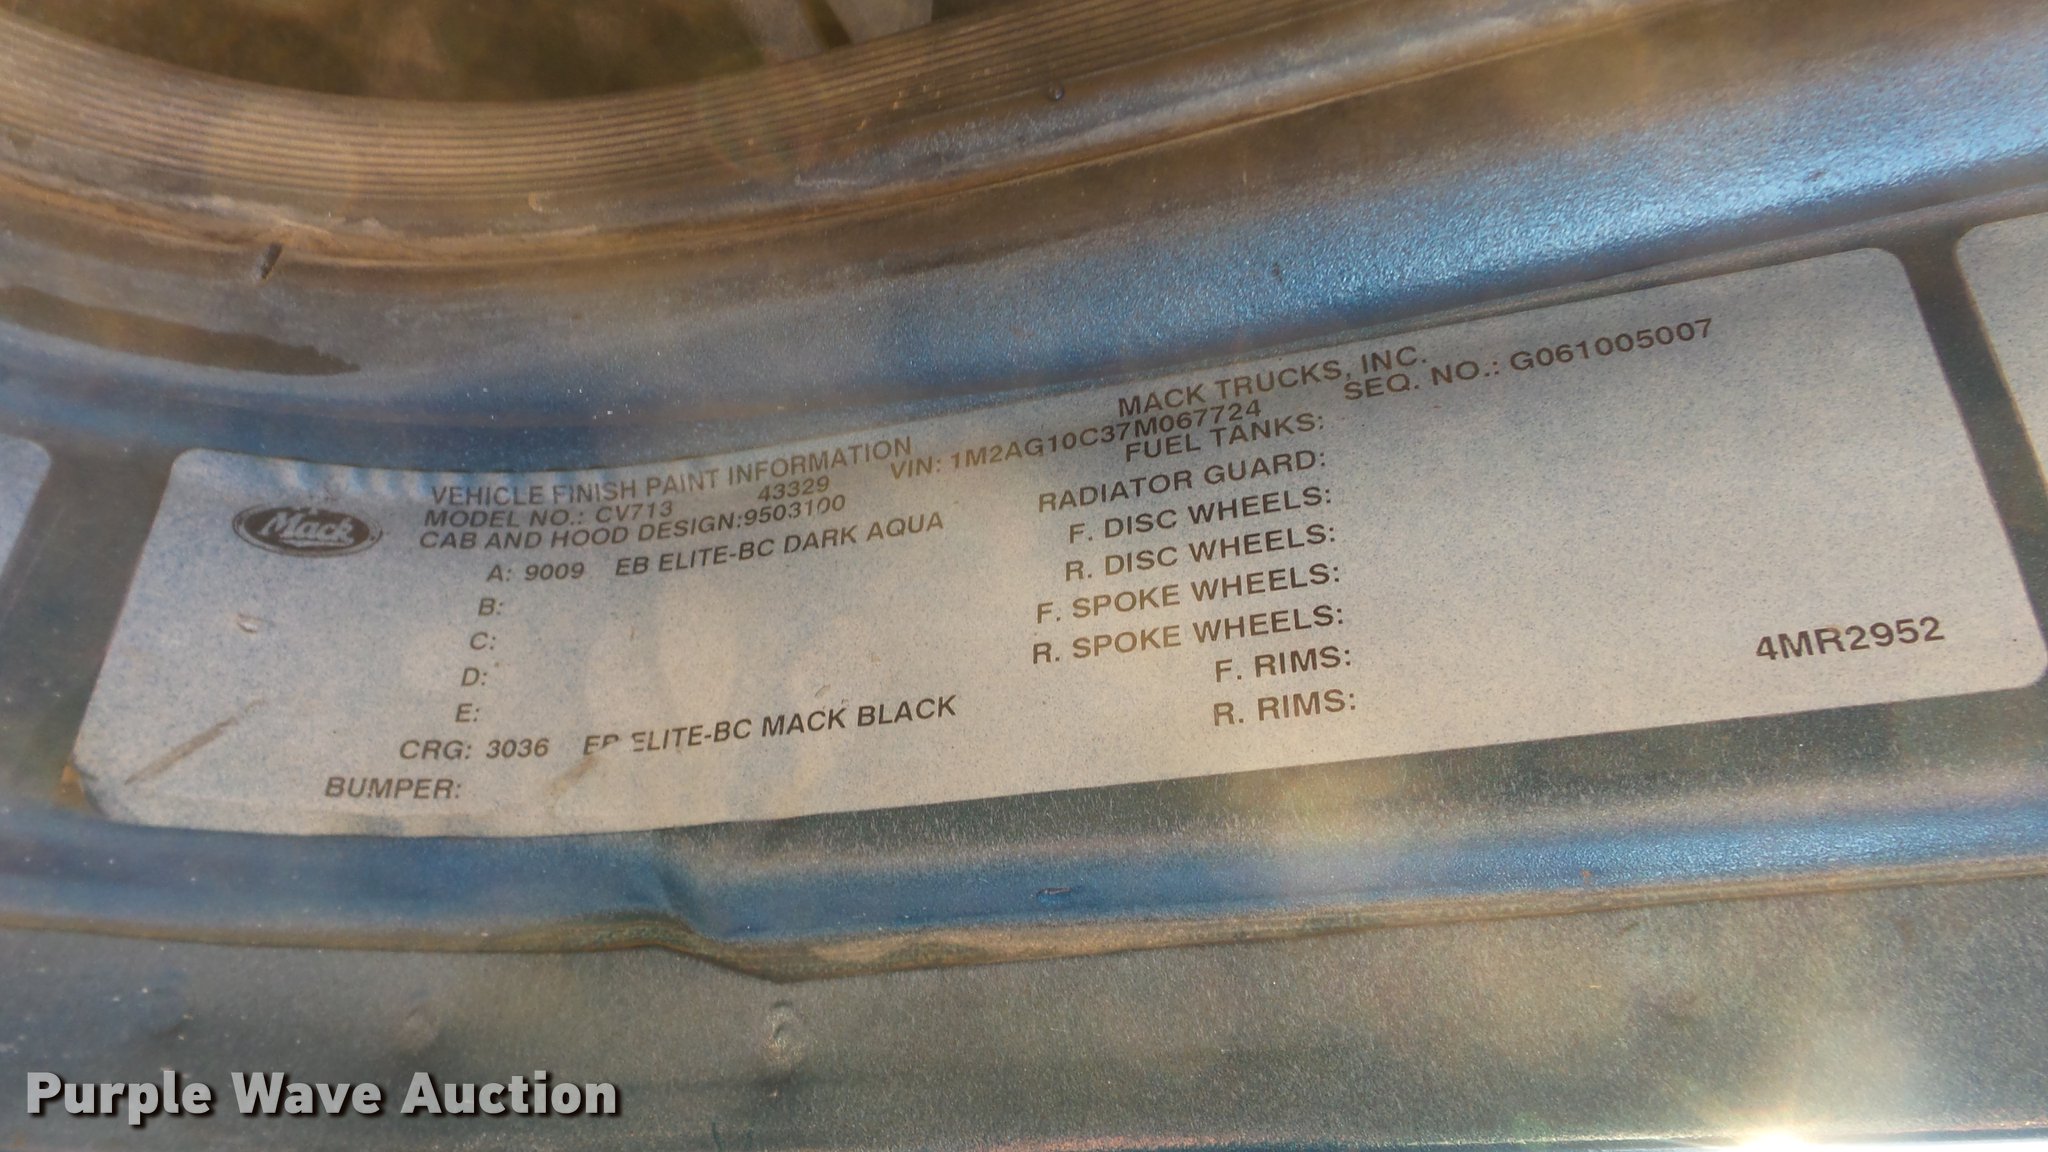 VEHICLE FINISH PAINT INFORMATION MACK TRUCKS, INC.
MODEL NO.: CV713 43329 VIN: 1M2AG10C37M067724 SEQ. NO.: G061005007
CAB AND HOOD DESIGN:9503100 FUEL TANKS:
Mack
A: 9009 EB ELITE-BC DARK AQUA RADIATOR GUARD:
B: F. DISC WHEELS:
C: R. DISC WHEELS:
D: F. SPOKE WHEELS:
E: R. SPOKE WHEELS:
CRG: 3036 EB ELITE-BC MACK BLACK F. RIMS:
BUMPER: R. RIMS:
4MR2952
Purple Wave Auction